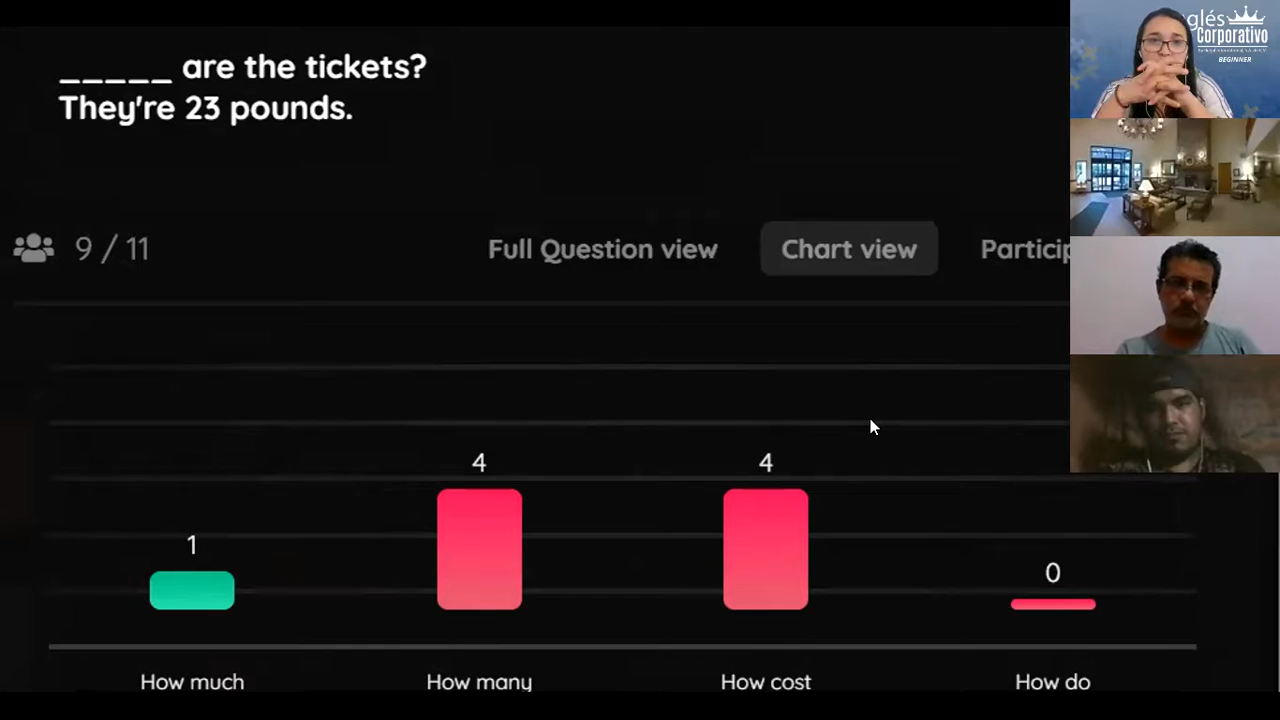 _____ are the tickets?
They're 23 pounds.
glés
Corporativo
BEGINNER
9 / 11
Full Question view
Chart view
Particip
1
4
4
0
How much
How many
How cost
How do